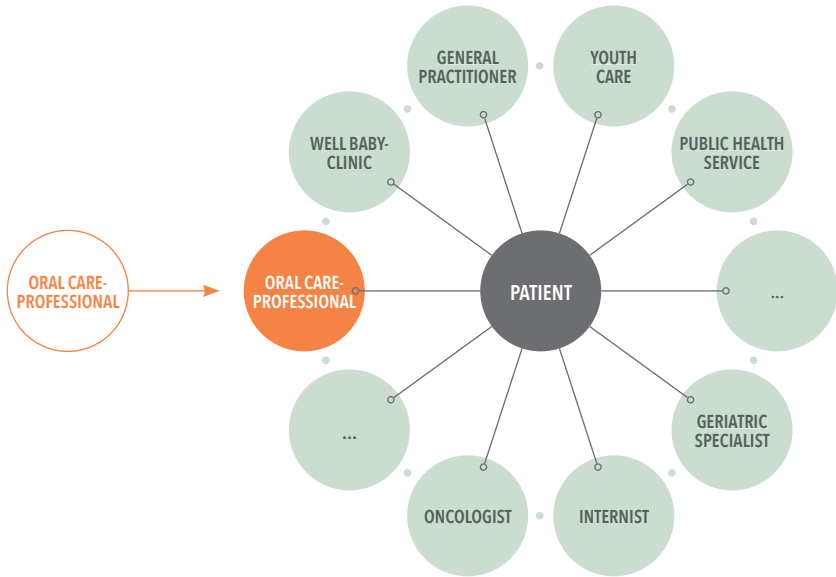 GENERAL
PRACTITIONER
YOUTH
CARE
WELL BABY-
CLINIC
PUBLIC HEALTH
SERVICE
ORAL CARE-
PROFESSIONAL
ORAL CARE-
PROFESSIONAL
PATIENT
...
...
GERIATRIC
SPECIALIST
ONCOLOGIST
INTERNIST